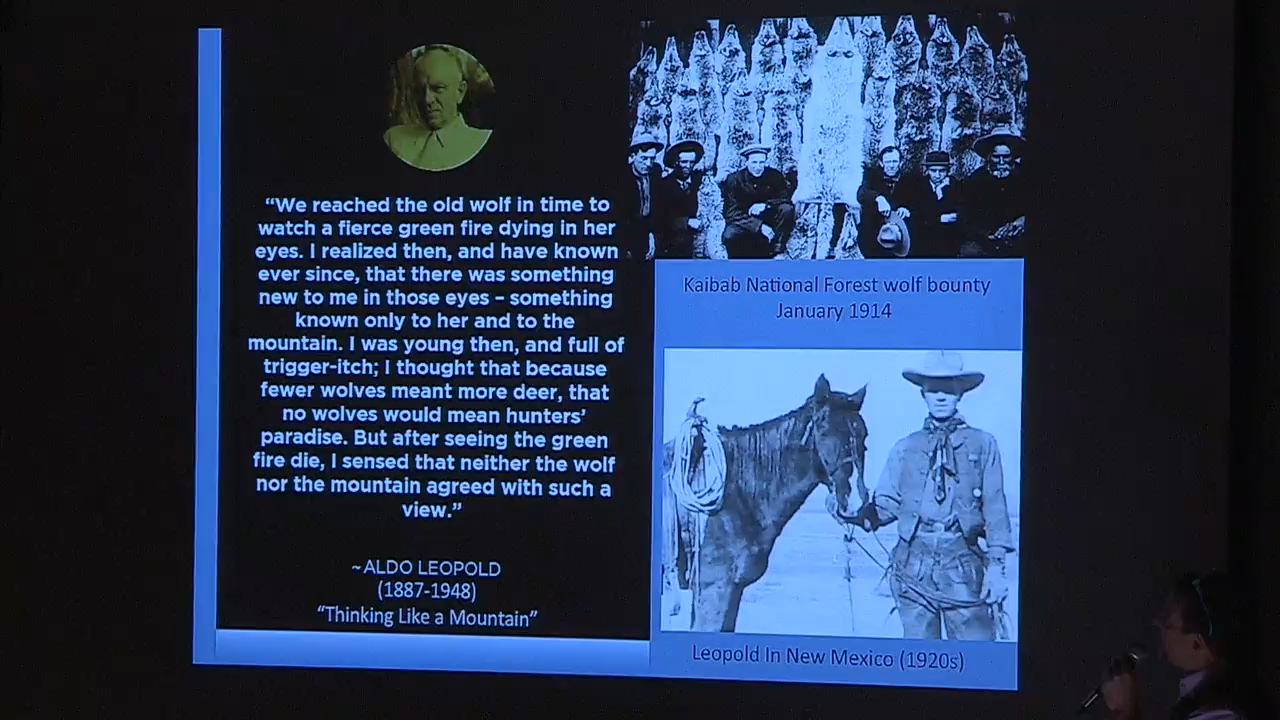 “We reached the old wolf in time to
watch a fierce green fire dying in her
eyes. I realized then, and have known
ever since, that there was something
new to me in those eyes – something
known only to her and to the
mountain. I was young then, and full of
trigger-itch; I thought that because
fewer wolves meant more deer, that
no wolves would mean hunters’
paradise. But after seeing the green
fire die, I sensed that neither the wolf
nor the mountain agreed with such a
view.”
~ALDO LEOPOLD
(1887-1948)
“Thinking Like a Mountain”
Kaibab National Forest wolf bounty
January 1914
Leopold In New Mexico (1920s)